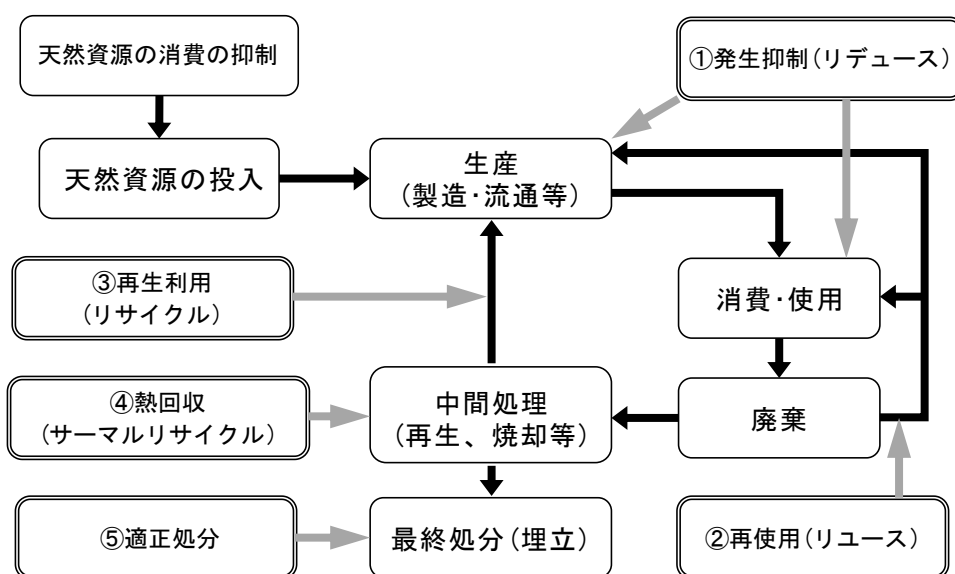 天然資源の消費の抑制
①発生抑制(リデュース)
天然資源の投入
生産
(製造・流通等)
③再生利用
(リサイクル)
消費・使用
④熱回収
(サーマルリサイクル)
中間処理
(再生、焼却等)
廃棄
⑤適正処分
最終処分(埋立)
②再使用(リユース)